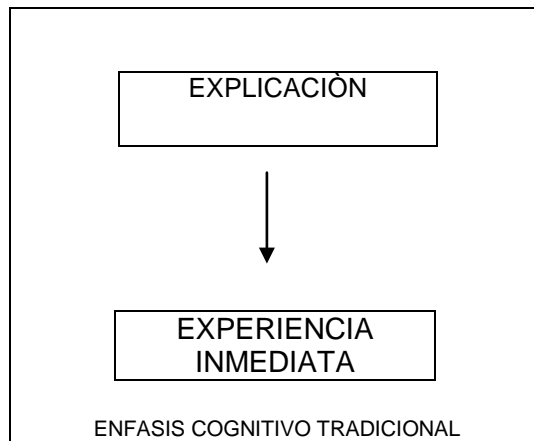 EXPLICACIÒN
EXPERIENCIA
INMEDIATA
ENFASIS COGNITIVO TRADICIONAL